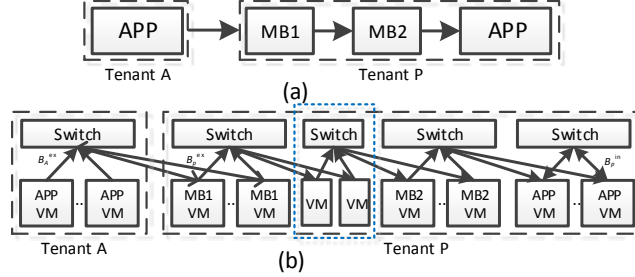 APP MB1 MB2 APP
Tenant A Tenant P
(a)
Switch Switch Switch Switch Switch
B_A^ex B_p^ex B_p^in
APP VM .. APP VM MB1 VM .. MB1 VM VM VM MB2 VM .. MB2 VM APP VM .. APP VM
Tenant A Tenant P
(b)